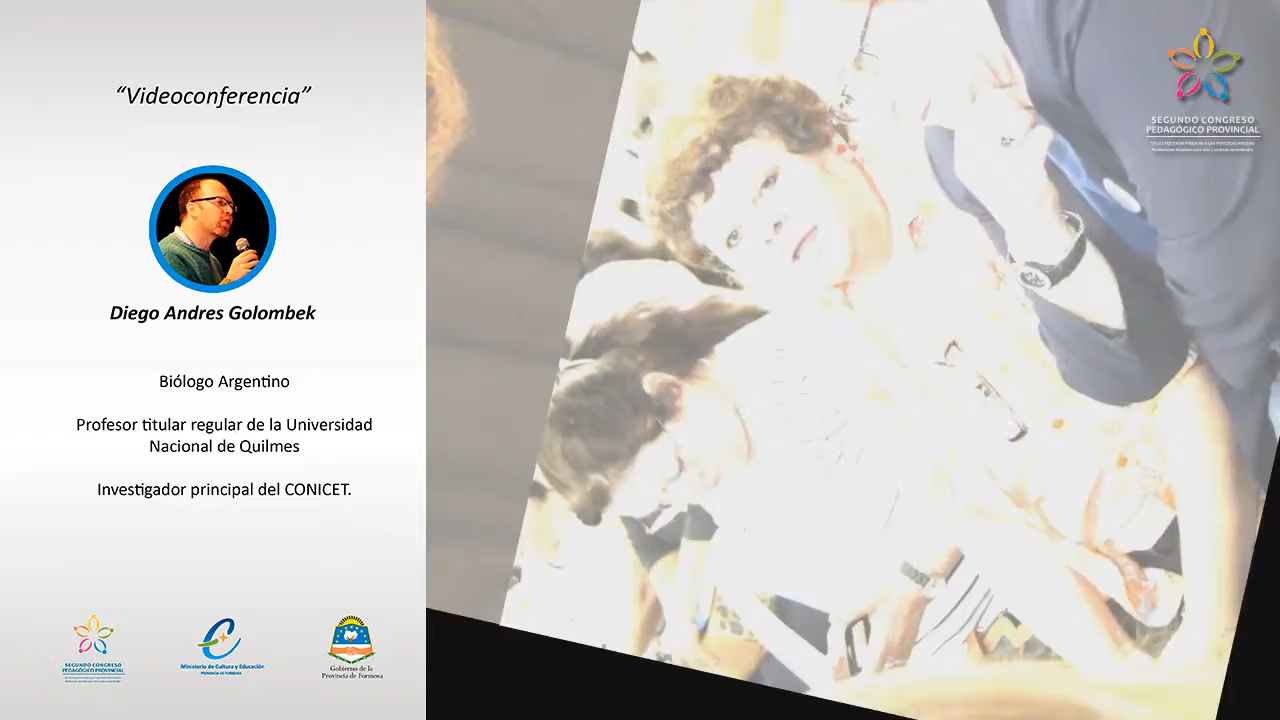 “Videoconferencia”
Diego Andres Golombek
Biólogo Argentino
Profesor titular regular de la Universidad
Nacional de Quilmes
Investigador principal del CONICET.
SEGUNDO CONGRESO
PEDAGÓGICO PROVINCIAL
Ministerio de Cultura y Educación
PROVINCIA DE FORMOSA
Gobierno de la
Provincia de Formosa
SEGUNDO CONGRESO
PEDAGÓGICO PROVINCIAL